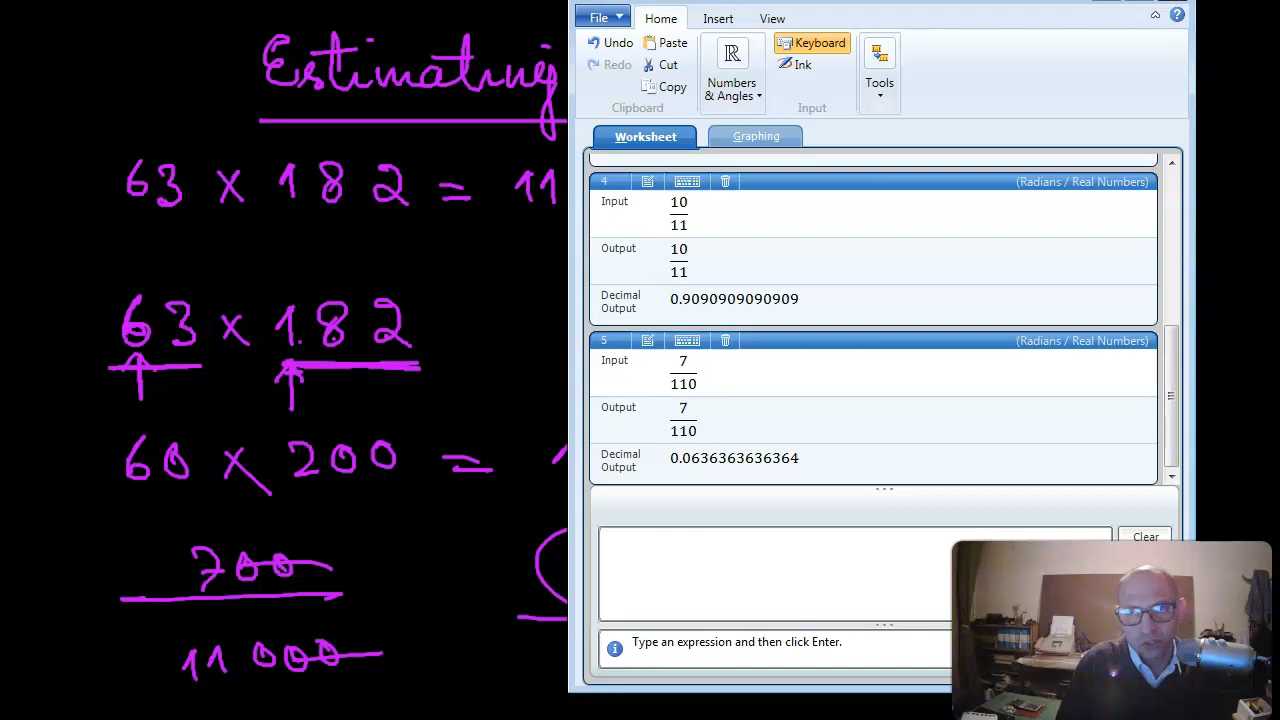 Estimating
63 × 182 = 11
63 × 1.82
60 × 200 =
700
11000
File Home Insert View
Undo Paste
Redo Cut
Copy
Clipboard
Numbers & Angles
Keyboard
Ink
Input
Tools
Worksheet Graphing
4 (Radians / Real Numbers)
Input 10/11
Output 10/11
Decimal Output 0.9090909090909
5 (Radians / Real Numbers)
Input 7/110
Output 7/110
Decimal Output 0.0636363636364
Clear
Type an expression and then click Enter.